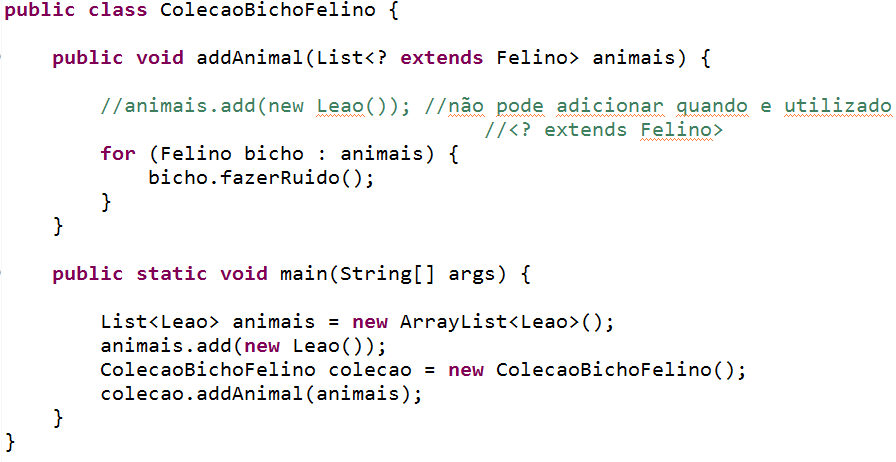 public class ColecaoBichoFelino {
public void addAnimal(List<? extends Felino> animais) {
//animais.add(new Leao()); //não pode adicionar quando e utilizado
//<? extends Felino>
for (Felino bicho : animais) {
bicho.fazerRuido();
}
}
public static void main(String[] args) {
List<Leao> animais = new ArrayList<Leao>();
animais.add(new Leao());
ColecaoBichoFelino colecao = new ColecaoBichoFelino();
colecao.addAnimal(animais);
}
}